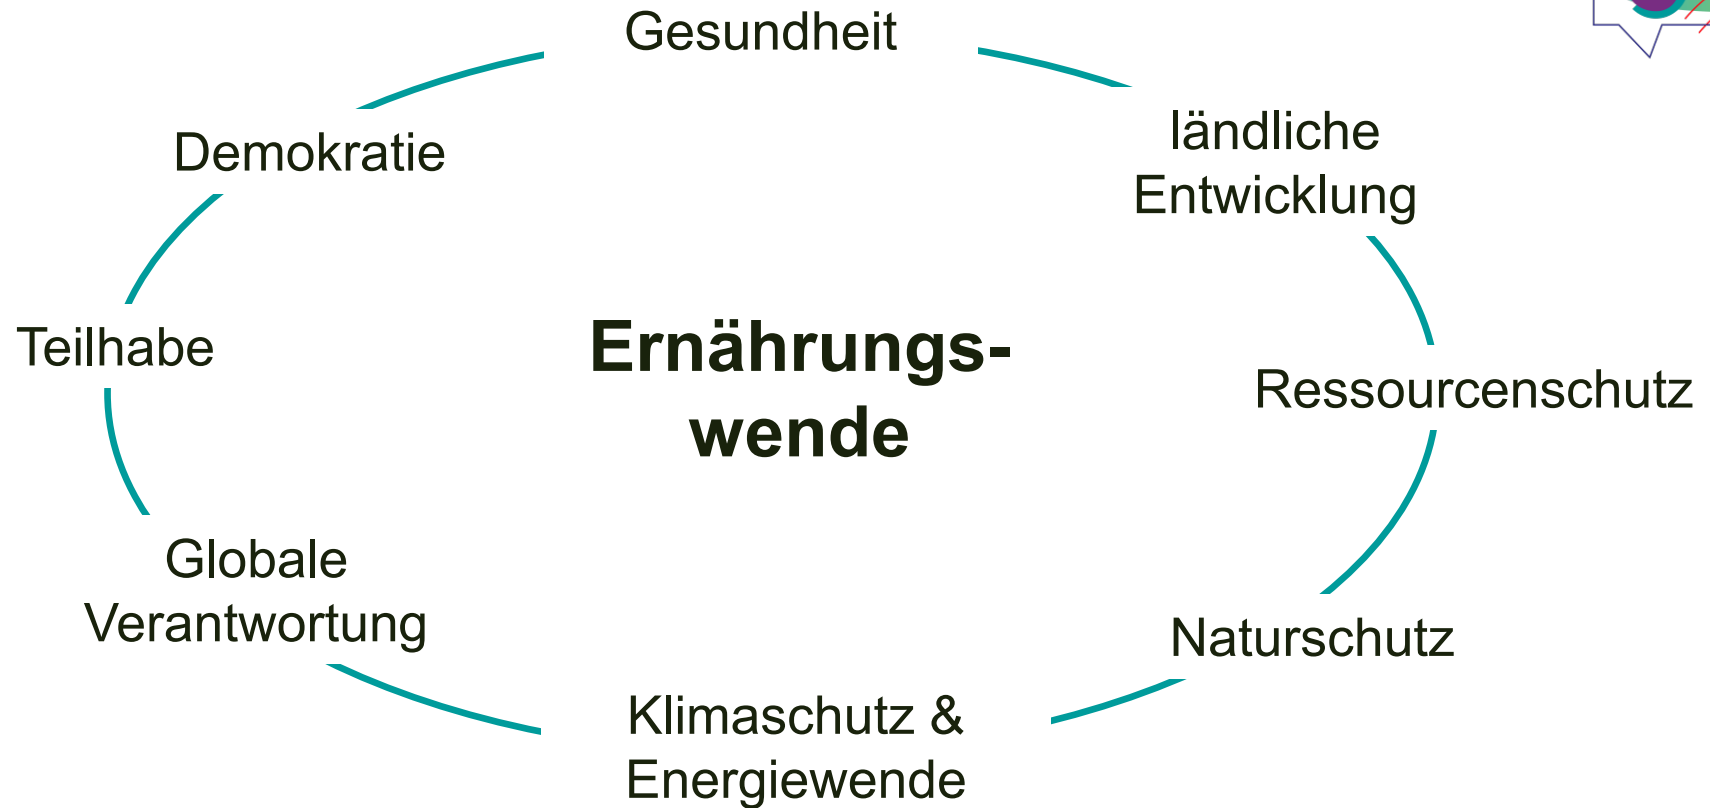 Gesundheit
ländliche
Entwicklung
Demokratie
Teilhabe
Ernährungs-
wende
Ressourcenschutz
Globale
Verantwortung
Naturschutz
Klimaschutz &
Energiewende